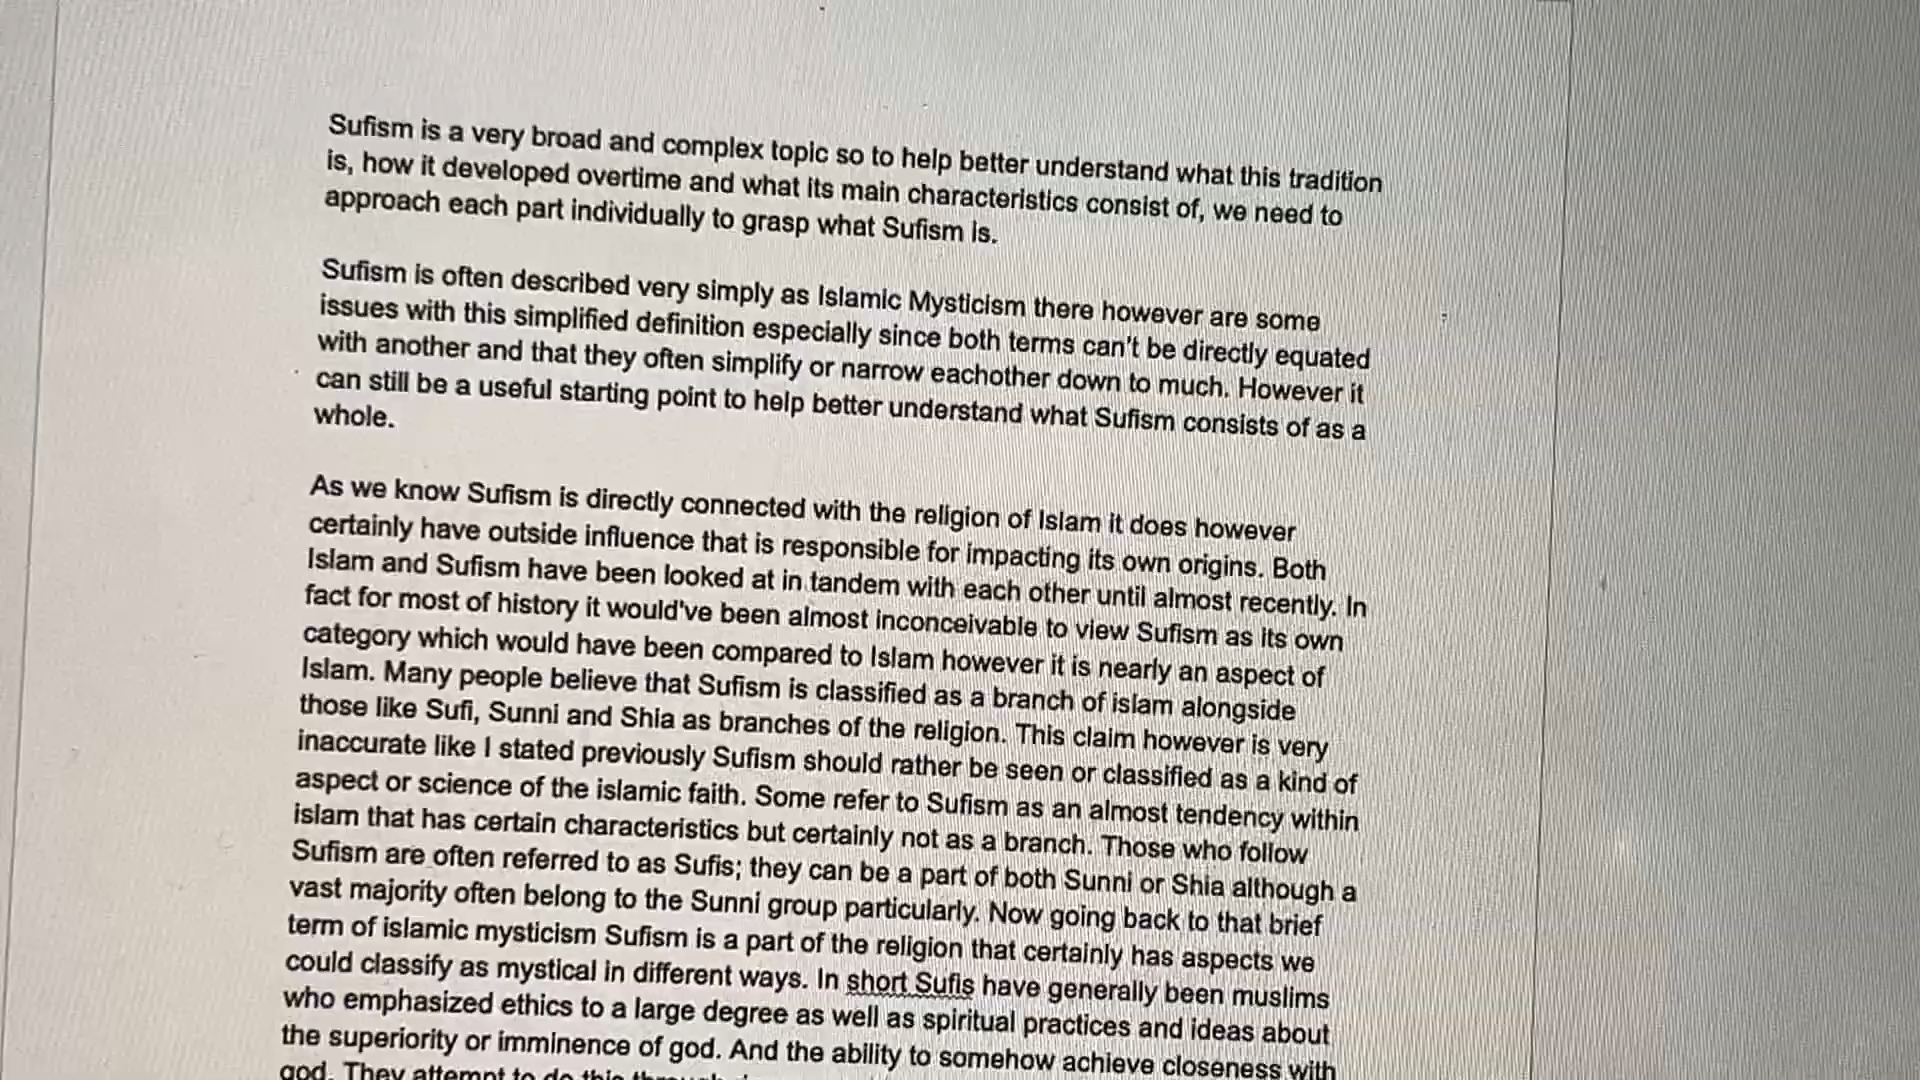 Sufism is a very broad and complex topic so to help better understand what this tradition
is, how it developed overtime and what its main characteristics consist of, we need to
approach each part individually to grasp what Sufism is.
Sufism is often described very simply as Islamic Mysticism there however are some
issues with this simplified definition especially since both terms can't be directly equated
with another and that they often simplify or narrow eachother down to much. However it
can still be a useful starting point to help better understand what Sufism consists of as a
whole.
As we know Sufism is directly connected with the religion of Islam it does however
certainly have outside influence that is responsible for impacting its own origins. Both
Islam and Sufism have been looked at in tandem with each other until almost recently. In
fact for most of history it would've been almost inconceivable to view Sufism as its own
category which would have been compared to Islam however it is nearly an aspect of
Islam. Many people believe that Sufism is classified as a branch of islam alongside
those like Sufi, Sunni and Shia as branches of the religion. This claim however is very
inaccurate like I stated previously Sufism should rather be seen or classified as a kind of
aspect or science of the islamic faith. Some refer to Sufism as an almost tendency within
islam that has certain characteristics but certainly not as a branch. Those who follow
Sufism are often referred to as Sufis; they can be a part of both Sunni or Shia although a
vast majority often belong to the Sunni group particularly. Now going back to that brief
term of islamic mysticism Sufism is a part of the religion that certainly has aspects we
could classify as mystical in different ways. In short Sufis have generally been muslims
who emphasized ethics to a large degree as well as spiritual practices and ideas about
the superiority or imminence of god. And the ability to somehow achieve closeness with
god. They attempt to do this through